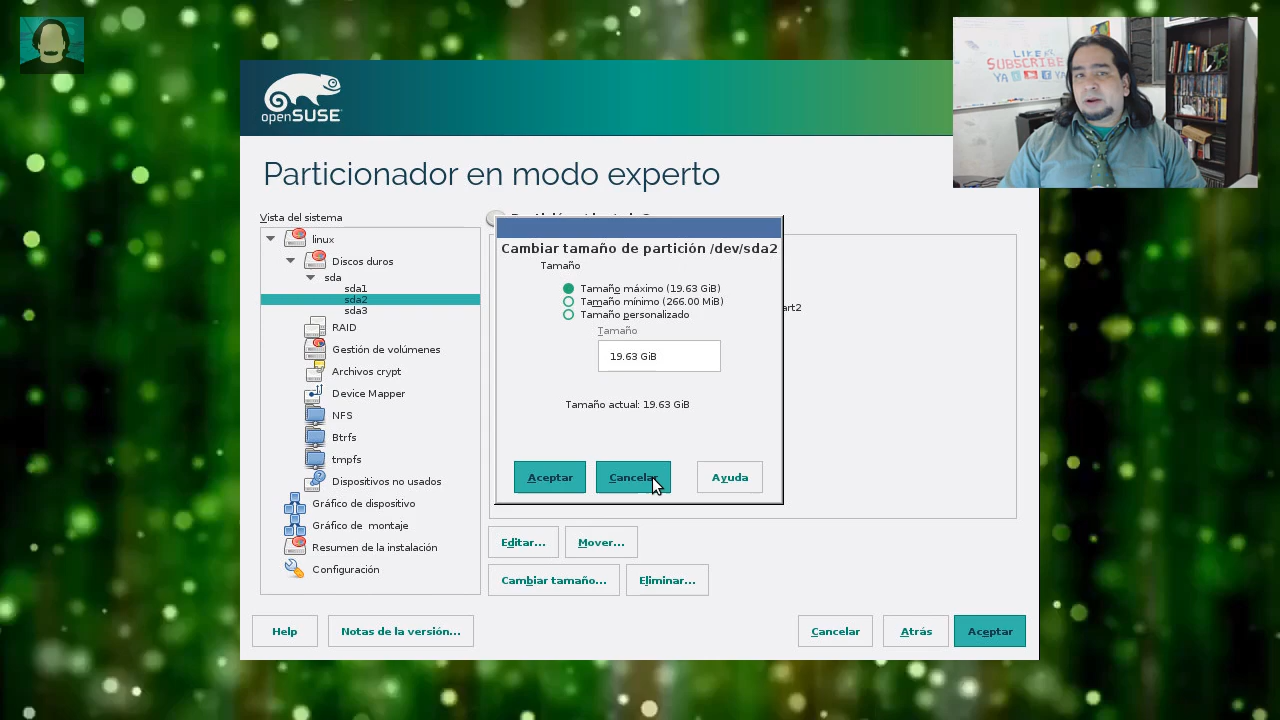 LIKE
SUBSCRIBE
YA
openSUSE
Particionador en modo experto
Vista del sistema
linux
Discos duros
sda
sda1
sda2
sda3
RAID
Gestión de volúmenes
Archivos crypt
Device Mapper
NFS
Btrfs
tmpfs
Dispositivos no usados
Gráfico de dispositivo
Gráfico de montaje
Resumen de la instalación
Configuración
Cambiar tamaño de partición /dev/sda2
Tamaño
Tamaño máximo (19.63 GiB)
Tamaño mínimo (266.00 MiB)
Tamaño personalizado
Tamaño
19.63 GiB
Tamaño actual: 19.63 GiB
Aceptar Cancelar Ayuda
art2
Editar... Mover...
Cambiar tamaño... Eliminar...
Help Notas de la versión... Cancelar Atrás Aceptar